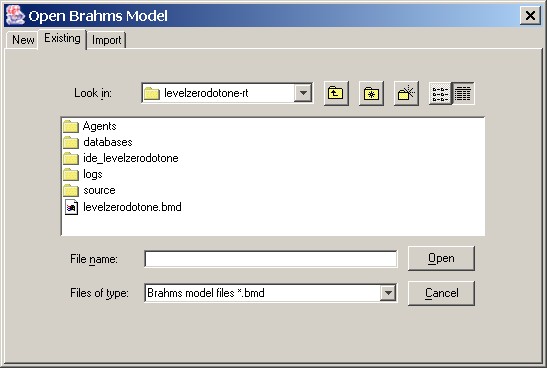 Open Brahms Model
New Existing Import
Look in: levelzerodotone-rt
Agents
databases
ide_levelzerodotone
logs
source
levelzerodotone.bmd
File name: Open
Files of type: Brahms model files *.bmd Cancel